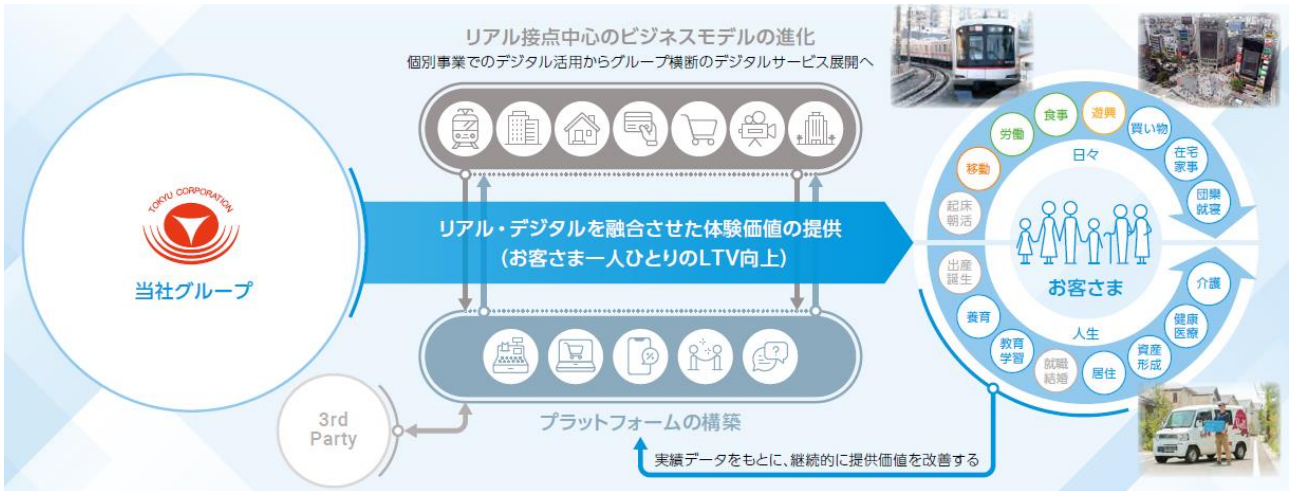 リアル接点中心のビジネスモデルの進化
個別事業でのデジタル活用からグループ横断のデジタルサービス展開へ
TOKYU CORPORATION
当社グループ
リアル・デジタルを融合させた体験価値の提供
(お客さま一人ひとりのLTV向上)
3rd
Party
プラットフォームの構築
実績データをもとに、継続的に提供価値を改善する
日々
起床
朝活
移動
労働
食事
遊興
買い物
在宅
家事
団欒
就寝
お客さま
人生
出産
誕生
養育
教育
学習
就職
結婚
居住
資産
形成
健康
医療
介護